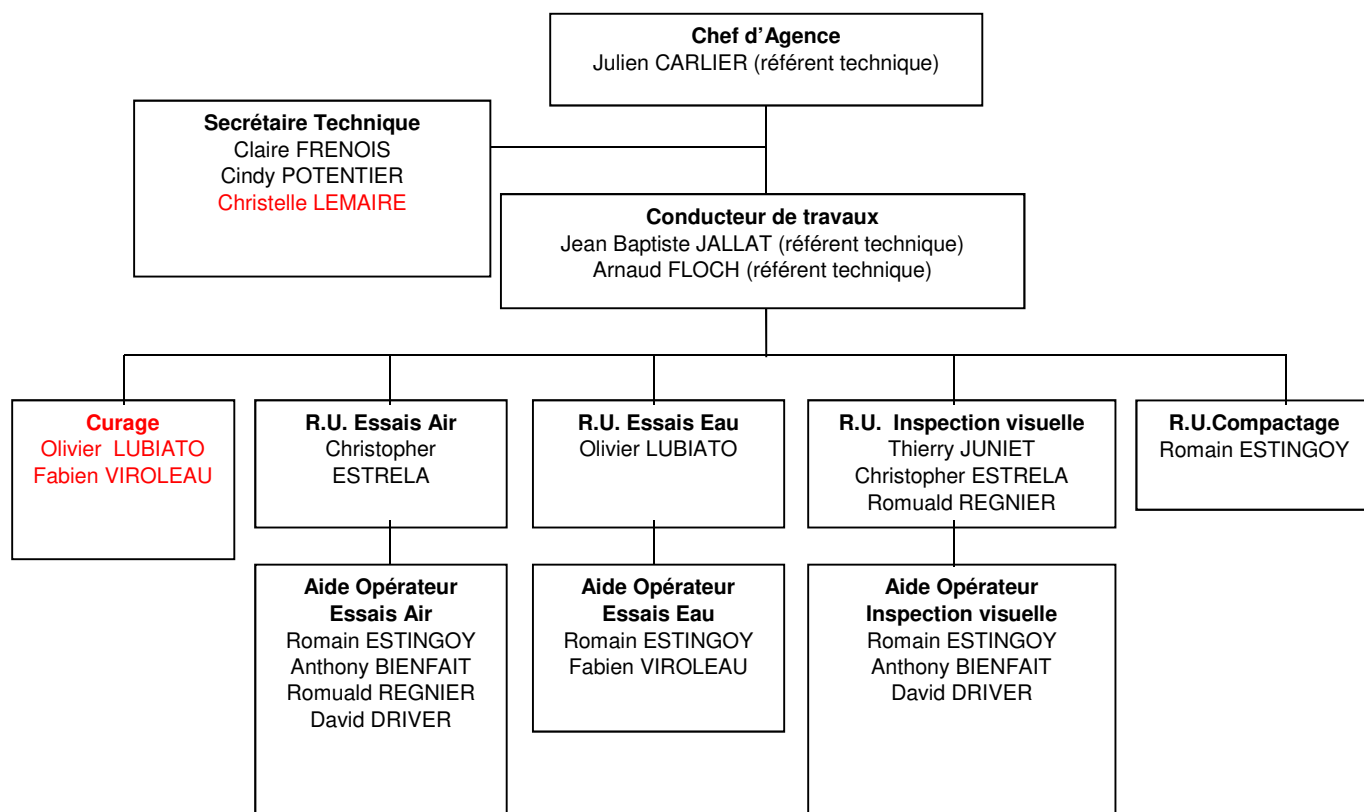 Chef d’Agence
Julien CARLIER (référent technique)
Secrétaire Technique
Claire FRENOIS
Cindy POTENTIER
Christelle LEMAIRE
Conducteur de travaux
Jean Baptiste JALLAT (référent technique)
Arnaud FLOCH (référent technique)
Curage
Olivier LUBIATO
Fabien VIROLEAU
R.U. Essais Air
Christopher
ESTRELA
R.U. Essais Eau
Olivier LUBIATO
R.U. Inspection visuelle
Thierry JUNIET
Christopher ESTRELA
Romuald REGNIER
R.U.Compactage
Romain ESTINGOY
Aide Opérateur
Essais Air
Romain ESTINGOY
Anthony BIENFAIT
Romuald REGNIER
David DRIVER
Aide Opérateur
Essais Eau
Romain ESTINGOY
Fabien VIROLEAU
Aide Opérateur
Inspection visuelle
Romain ESTINGOY
Anthony BIENFAIT
David DRIVER